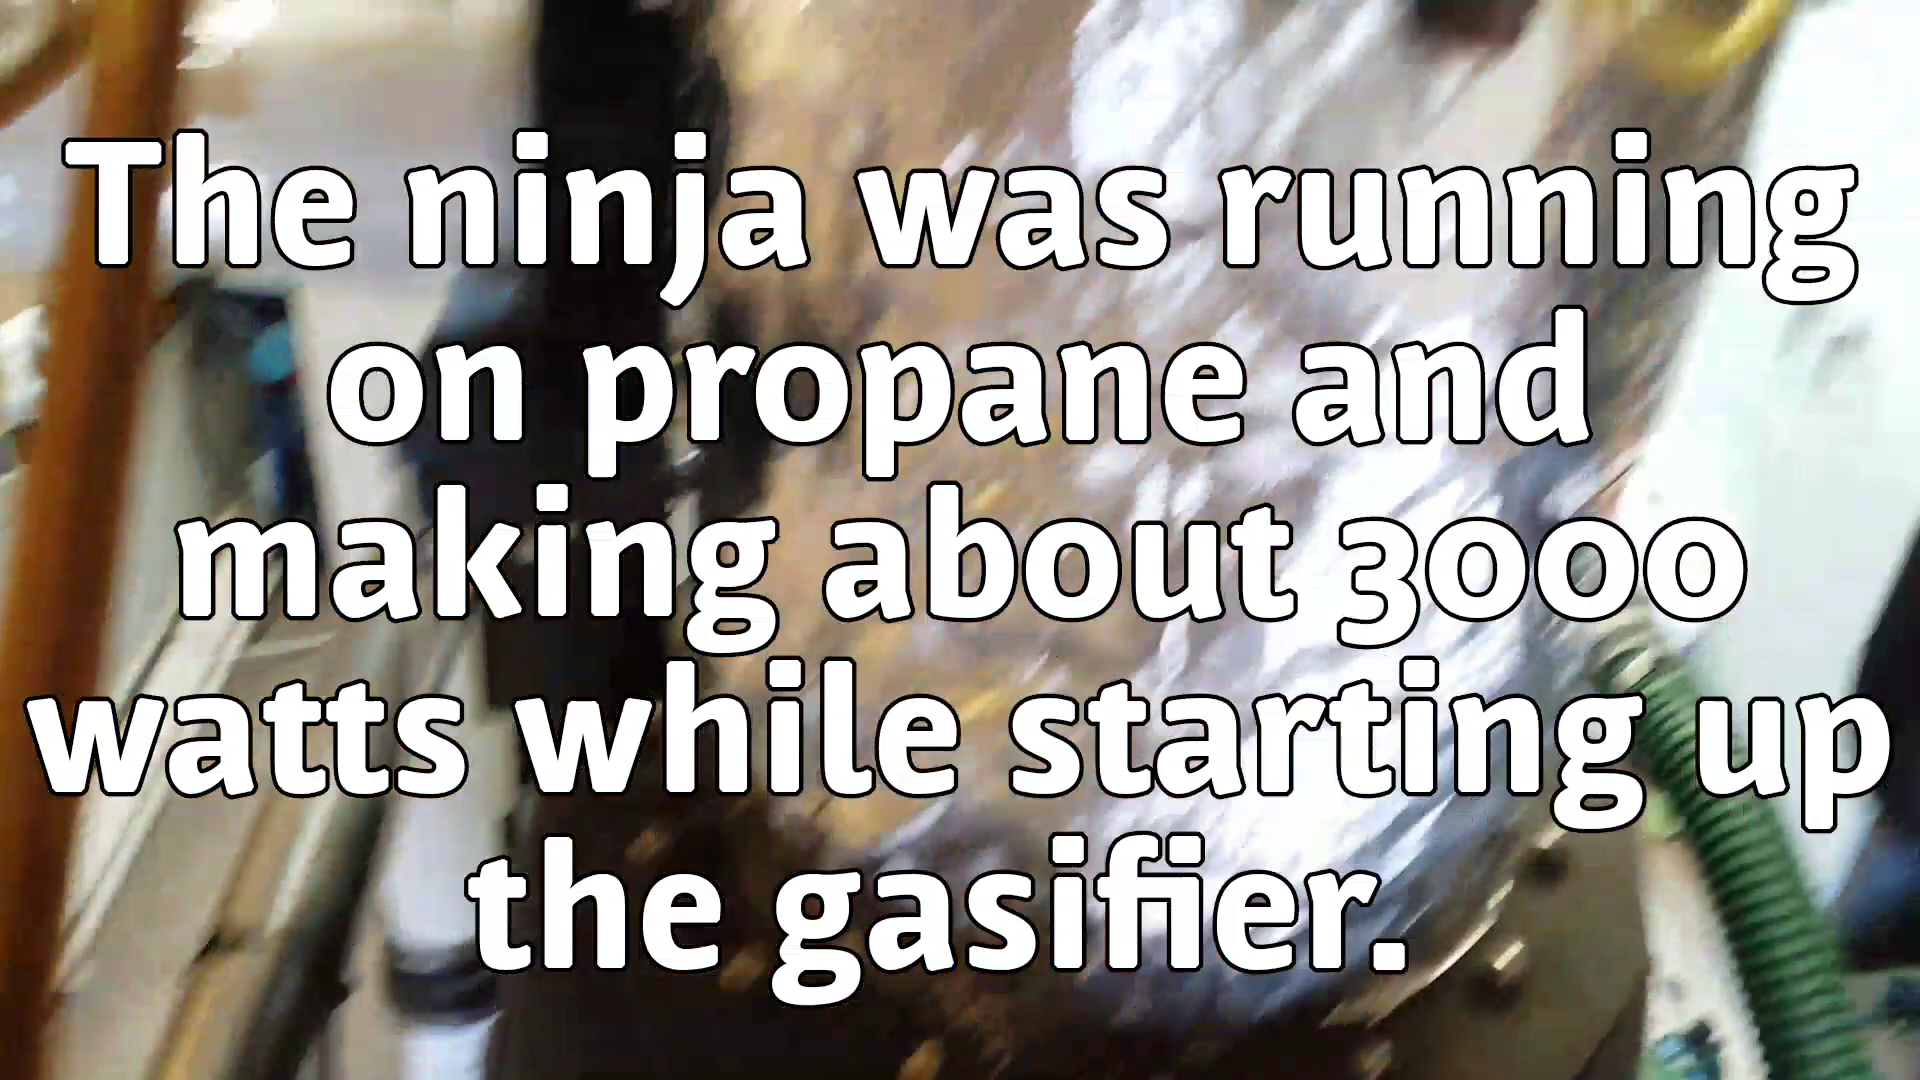 The ninja was running
on propane and
making about 3000
watts while starting up
the gasifier.